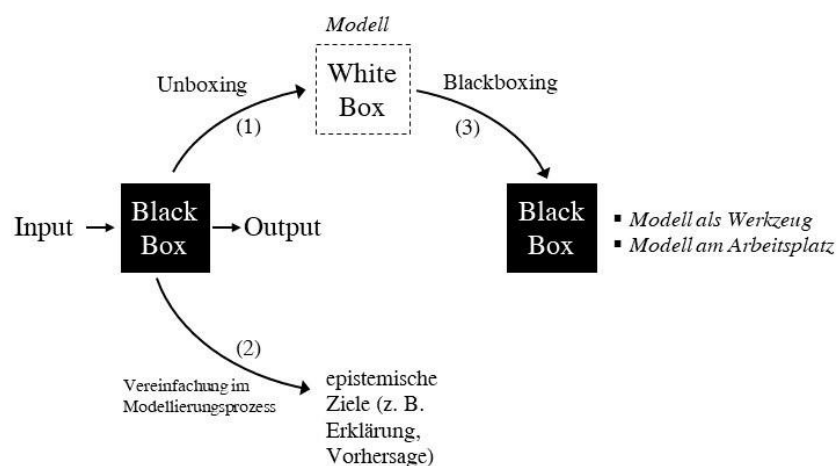 Modell
White
Box
Unboxing
(1)
Blackboxing
(3)
Input
Black
Box
Output
Black
Box
▪ Modell als Werkzeug
▪ Modell am Arbeitsplatz
(2)
Vereinfachung im
Modellierungsprozess
epistemische
Ziele (z. B.
Erklärung,
Vorhersage)